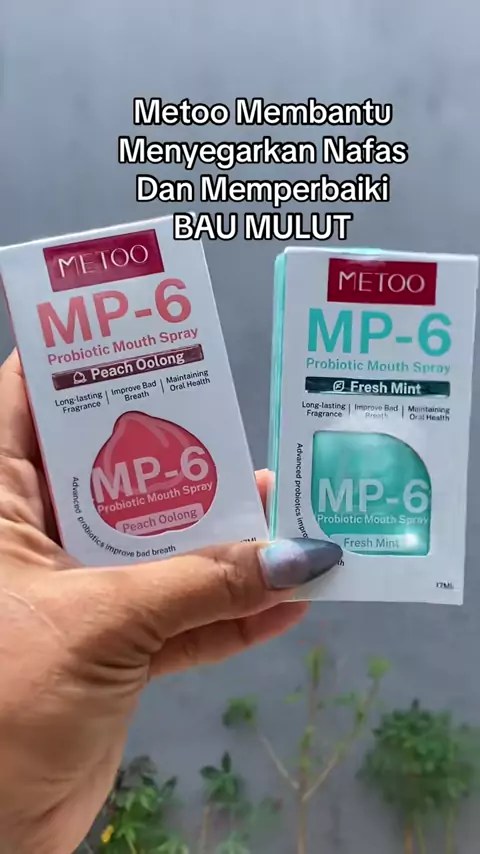 Metoo Membantu
Menyegarkan Nafas
Dan Memperbaiki
BAU MULUT
METOO
MP-6
Probiotic Mouth Spray
Peach Oolong
Long-lasting Fragrance
Improve Bad Breath
Maintaining Oral Health
MP-6
Probiotic Mouth Spray
Peach Oolong
Advanced probiotics improve bad breath
METOO
MP-6
Probiotic Mouth Spray
Fresh Mint
Long-lasting Fragrance
Improve Bad Breath
Maintaining Oral Health
MP-6
Probiotic Mouth Spray
Fresh Mint
Advanced probiotics